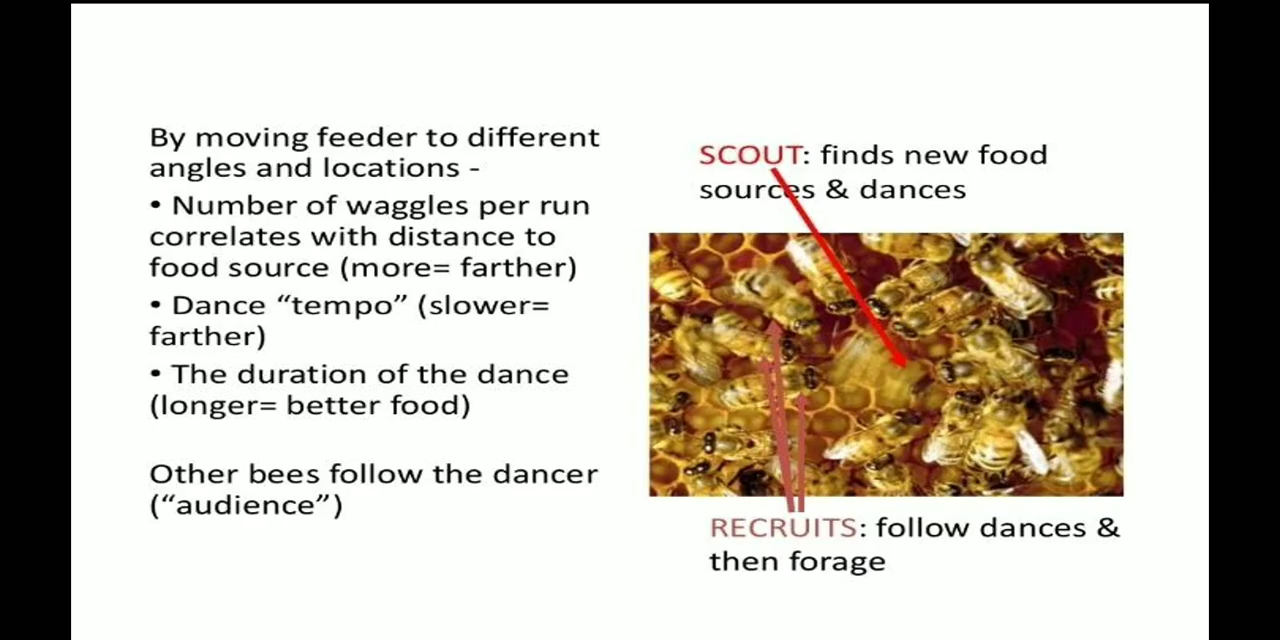 By moving feeder to different
angles and locations -
• Number of waggles per run
correlates with distance to
food source (more= farther)
• Dance “tempo” (slower=
farther)
• The duration of the dance
(longer= better food)
Other bees follow the dancer
(“audience”)
SCOUT: finds new food
sources & dances
RECRUITS: follow dances &
then forage